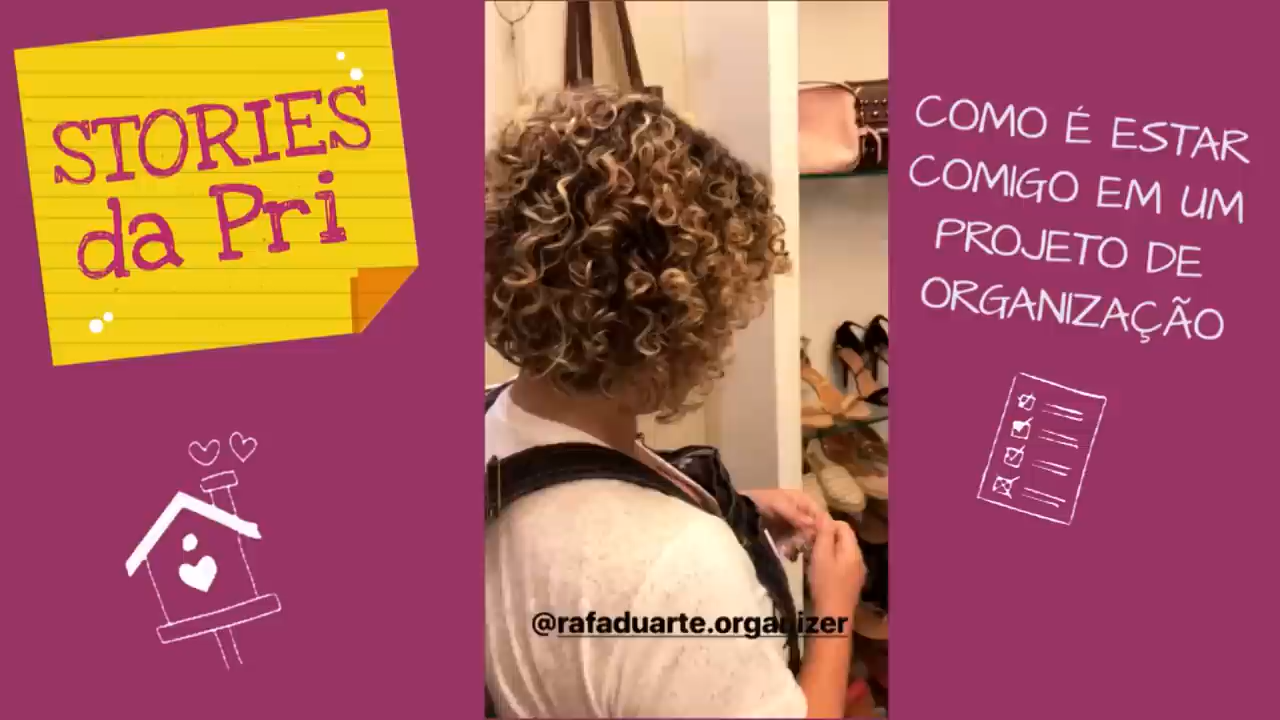 STORIES
da Pri
COMO É ESTAR
COMIGO EM UM
PROJETO DE
ORGANIZAÇÃO
@rafaduarte.organizer